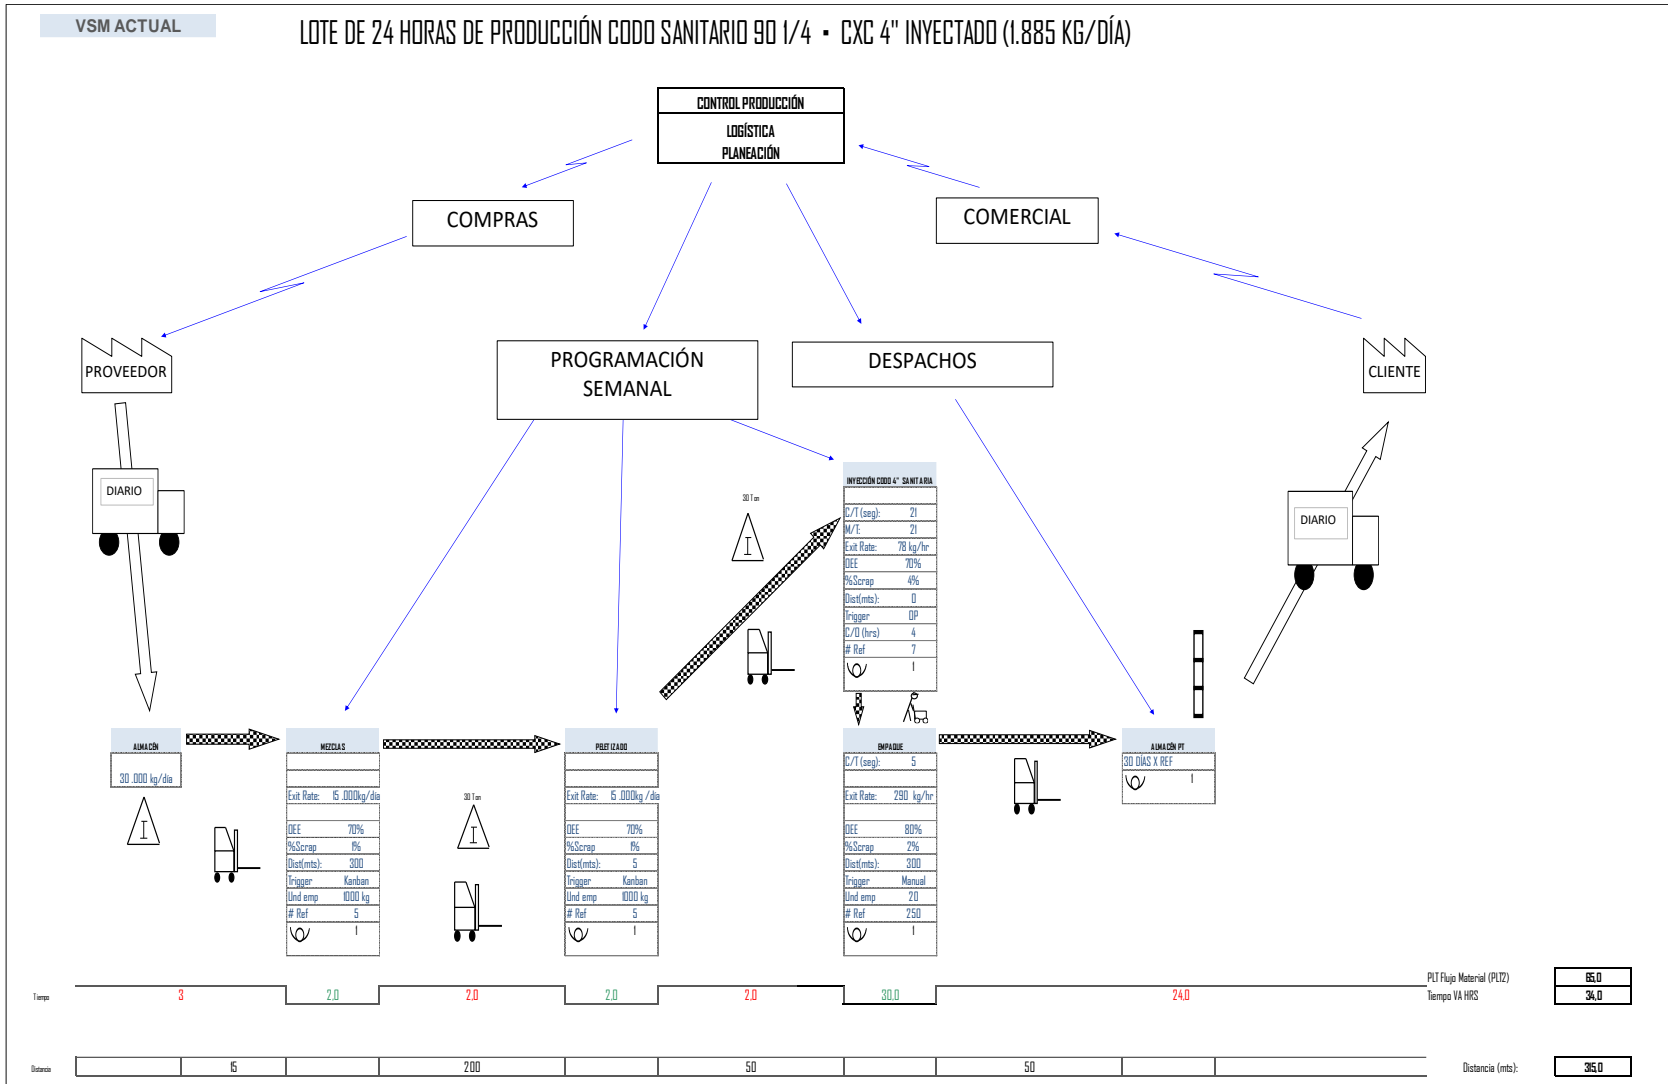 VSM ACTUAL
LOTE DE 24 HORAS DE PRODUCCIÓN CODO SANITARIO 90 1/4 • CXC 4" INYECTADO (1.885 KG/DÍA)
CONTROL PRODUCCIÓN
LOGÍSTICA
PLANEACIÓN
COMPRAS
COMERCIAL
PROVEEDOR
PROGRAMACIÓN
SEMANAL
DESPACHOS
CLIENTE
DIARIO
DIARIO
30 Ton
I
INYECCIÓN CODO 4" SANITARIA
C/T (seg): 21
M/T: 21
Exit Rate: 78 kg/hr
OEE 70%
%Scrap 4%
Dist(mts): 0
Trigger OP
C/O (hrs) 4
# Ref 7
1
ALMACÉN
30 .000 kg/dia
I
MEZCLAS
Exit Rate: 15 .000kg/dia
OEE 70%
%Scrap 1%
Dist(mts): 300
Trigger Kanban
Und emp 1000 kg
# Ref 5
1
30 Ton
I
PELETIZADO
Exit Rate: 15 .000kg /dia
OEE 70%
%Scrap 1%
Dist(mts): 5
Trigger Kanban
Und emp 1000 kg
# Ref 5
1
EMPAQUE
C/T (seg): 5
Exit Rate: 290 kg/hr
OEE 80%
%Scrap 2%
Dist(mts): 300
Trigger Manual
Und emp 20
# Ref 250
1
ALMACÉN PT
30 DÍAS X REF
1
Tiempo 3 2,0 2,0 2,0 2,0 30,0 24,0
PLT Flujo Material (PLT2) 65,0
Tiempo VA HRS 34,0
Distancia 15 200 50 50
Distancia (mts): 315,0